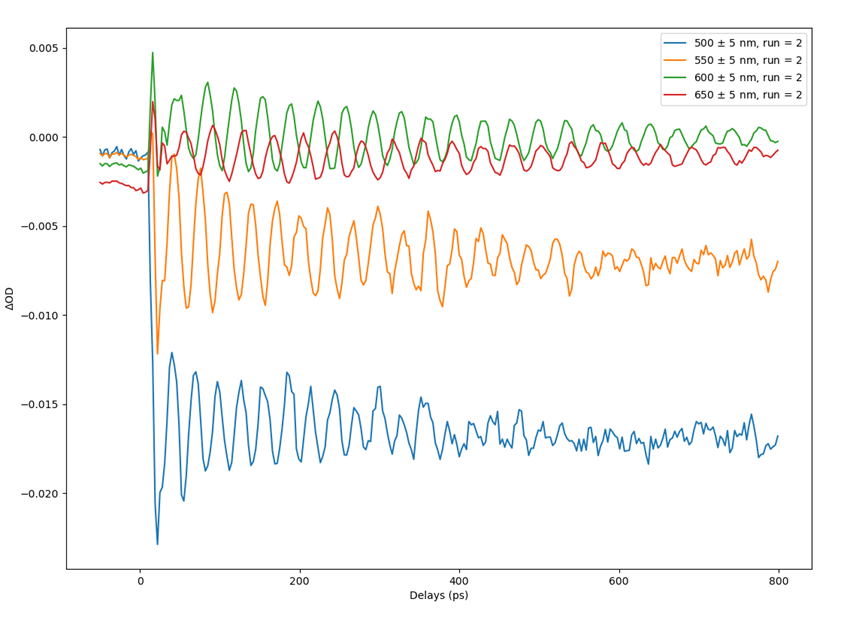 0.005
0.000
−0.005
−0.010
−0.015
−0.020
ΔOD
500 ± 5 nm, run = 2
550 ± 5 nm, run = 2
600 ± 5 nm, run = 2
650 ± 5 nm, run = 2
0 200 400 600 800
Delays (ps)